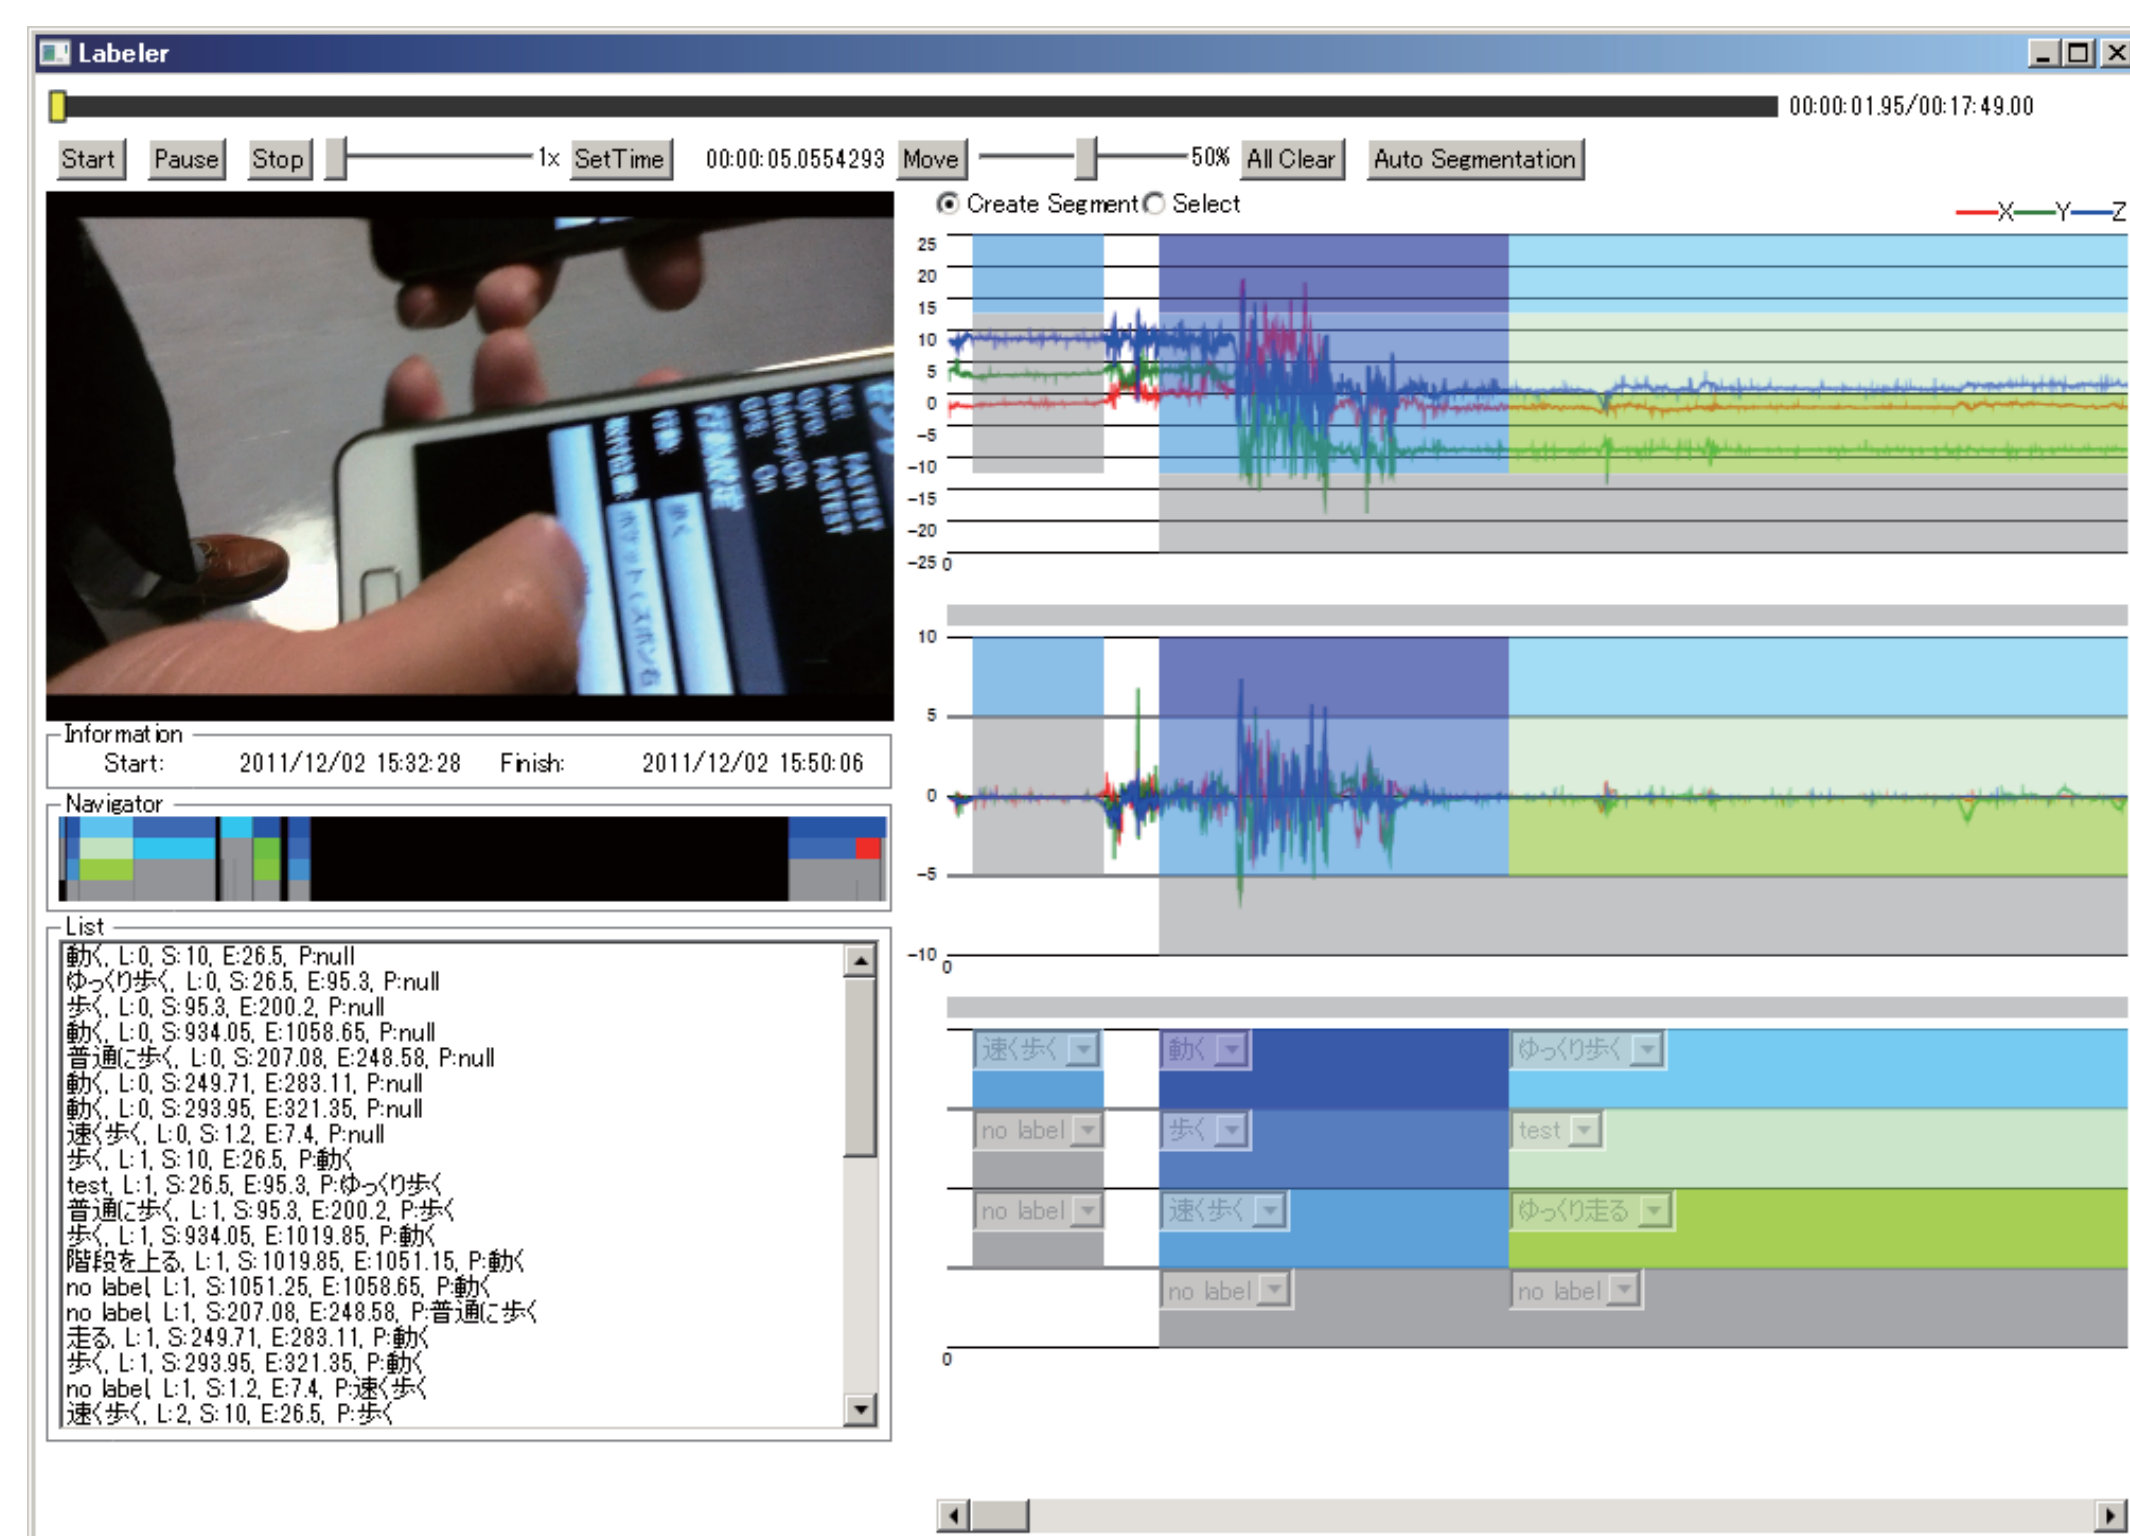 Labeler
00:00:01.95/00:17:49.00
Start Pause Stop 1x SetTime 00:00:05.0554293 Move 50% All Clear Auto Segmentation
Create Segment Select
X Y Z
25
20
15
10
5
0
-5
-10
-15
-20
-25 0
Acc: FASTEST
Gyro: FASTEST
Battery:On
GPS: On
行動:
歩く
Information
Start: 2011/12/02 15:32:28 Finish: 2011/12/02 15:50:06
Navigator
List
動く, L:0, S:10, E:26.5, P:null
ゆっくり歩く, L:0, S:26.5, E:95.3, P:null
歩く, L:0, S:95.3, E:200.2, P:null
動く, L:0, S:934.05, E:1058.65, P:null
普通に歩く, L:0, S:207.08, E:248.58, P:null
動く, L:0, S:249.71, E:283.11, P:null
動く, L:0, S:293.95, E:321.35, P:null
速く歩く, L:0, S:1.2, E:7.4, P:null
歩く, L:1, S:10, E:26.5, P:動く
test, L:1, S:26.5, E:95.3, P:ゆっくり歩く
普通に歩く, L:1, S:95.3, E:200.2, P:歩く
歩く, L:1, S:934.05, E:1019.85, P:動く
階段を上る, L:1, S:1019.85, E:1051.15, P:動く
no label, L:1, S:1051.25, E:1058.65, P:動く
no label, L:1, S:207.08, E:248.58, P:普通に歩く
走る, L:1, S:249.71, E:283.11, P:動く
歩く, L:1, S:293.95, E:321.35, P:動く
no label, L:1, S:1.2, E:7.4, P:速く歩く
速く歩く, L:2, S:10, E:26.5, P:歩く
10
5
0
-5
-10
0
速く歩く 動く ゆっくり歩く
no label 歩く test
no label 速く歩く ゆっくり走る
no label no label
0